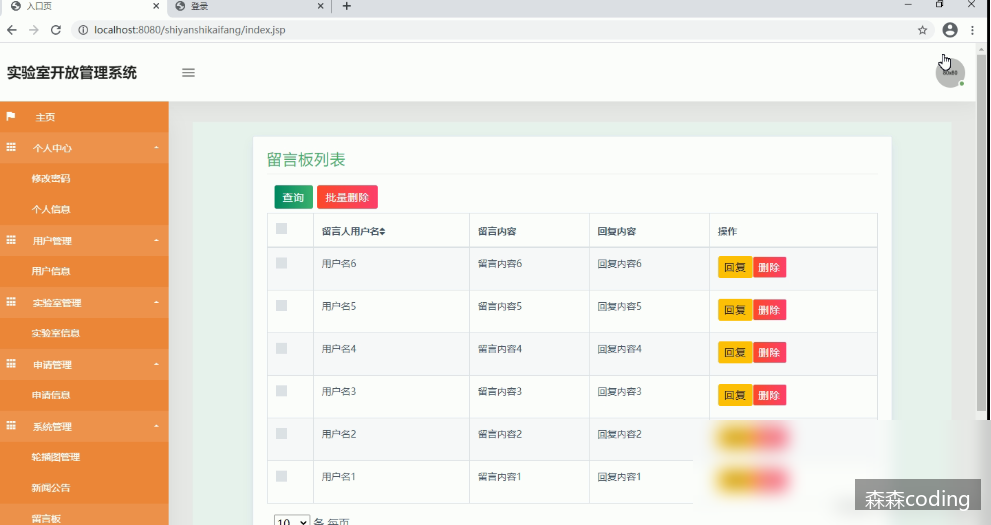 入口页
登录
localhost:8080/shiyanshikaifang/index.jsp
实验室开放管理系统
80x80
主页
个人中心
修改密码
个人信息
用户管理
用户信息
实验室管理
实验室信息
申请管理
申请信息
系统管理
轮播图管理
新闻公告
留言板
留言板列表
查询 批量删除
留言人用户名 留言内容 回复内容 操作
用户名6 留言内容6 回复内容6 回复 删除
用户名5 留言内容5 回复内容5 回复 删除
用户名4 留言内容4 回复内容4 回复 删除
用户名3 留言内容3 回复内容3 回复 删除
用户名2 留言内容2 回复内容2
用户名1 留言内容1 回复内容1
10 条 每页
森森coding